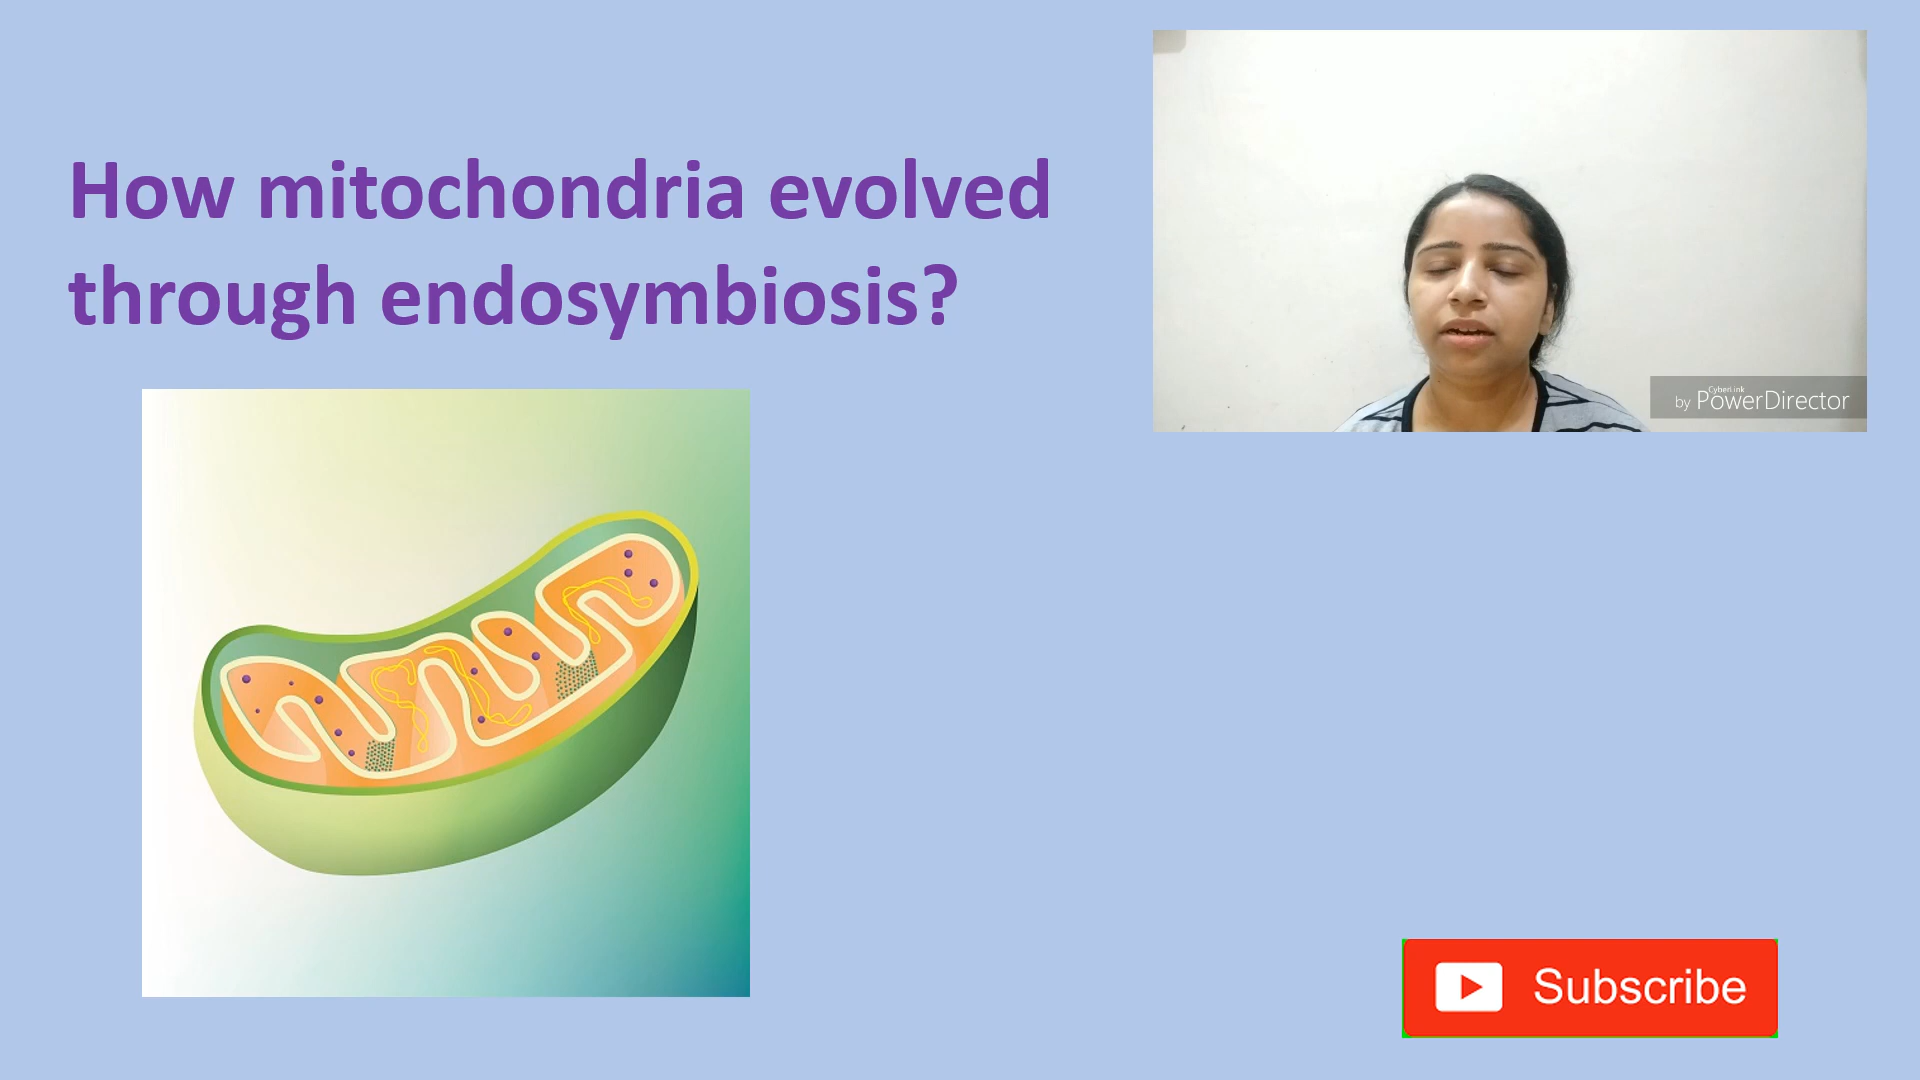 How mitochondria evolved
through endosymbiosis?
CyberLink
by PowerDirector
Subscribe